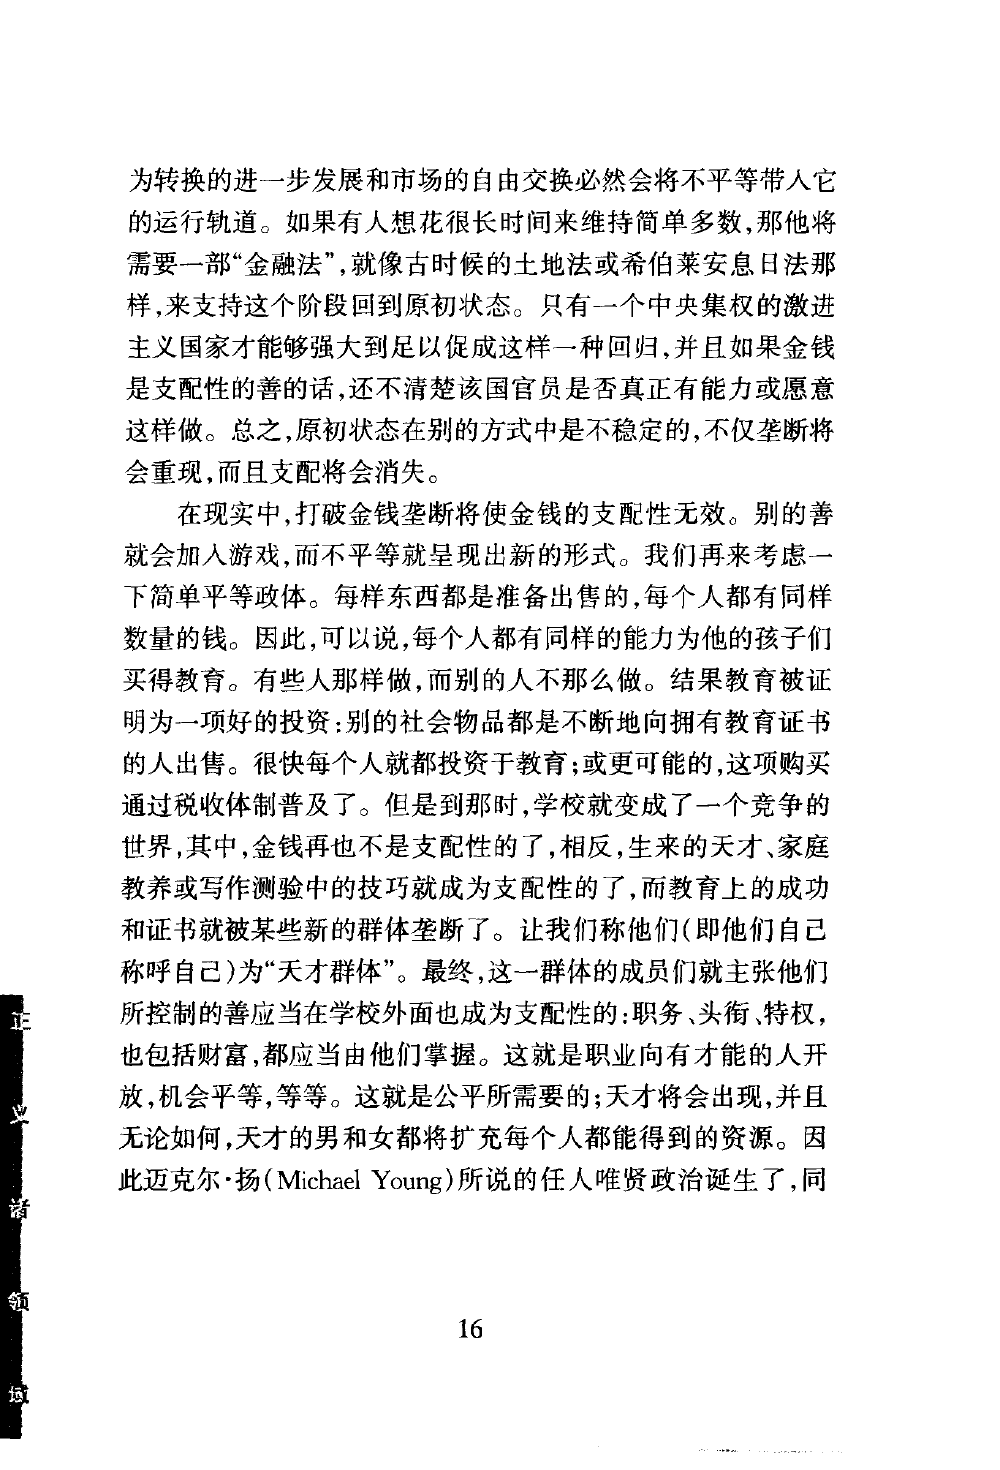 为转换的进一步发展和市场的自由交换必然会将不平等带入它
的运行轨道。如果有人想花很长时间来维持简单多数,那他将
需要一部“金融法”,就像古时候的土地法或希伯莱安息日法那
样,来支持这个阶段回到原初状态。只有一个中央集权的激进
主义国家才能够强大到足以促成这样一种回归,并且如果金钱
是支配性的善的话,还不清楚该国官员是否真正有能力或愿意
这样做。总之,原初状态在别的方式中是不稳定的,不仅垄断将
会重现,而且支配将会消失。
在现实中,打破金钱垄断将使金钱的支配性无效。别的善
就会加入游戏,而不平等就呈现出新的形式。我们再来考虑一
下简单平等政体。每样东西都是准备出售的,每个人都有同样
数量的钱。因此,可以说,每个人都有同样的能力为他的孩子们
买得教育。有些人那样做,而别的人不那么做。结果教育被证
明为一项好的投资:别的社会物品都是不断地向拥有教育证书
的人出售。很快每个人就都投资于教育;或更可能的,这项购买
通过税收体制普及了。但是到那时,学校就变成了一个竞争的
世界,其中,金钱再也不是支配性的了,相反,生来的天才、家庭
教养或写作测验中的技巧就成为支配性的了,而教育上的成功
和证书就被某些新的群体垄断了。让我们称他们(即他们自己
称呼自己)为“天才群体”。最终,这一群体的成员们就主张他们
所控制的善应当在学校外面也成为支配性的:职务、头衔、特权,
也包括财富,都应当由他们掌握。这就是职业向有才能的人开
放,机会平等,等等。这就是公平所需要的;天才将会出现,并且
无论如何,天才的男和女都将扩充每个人都能得到的资源。因
此迈克尔·扬(Michael Young)所说的任人唯贤政治诞生了,同
正义诸领域
16